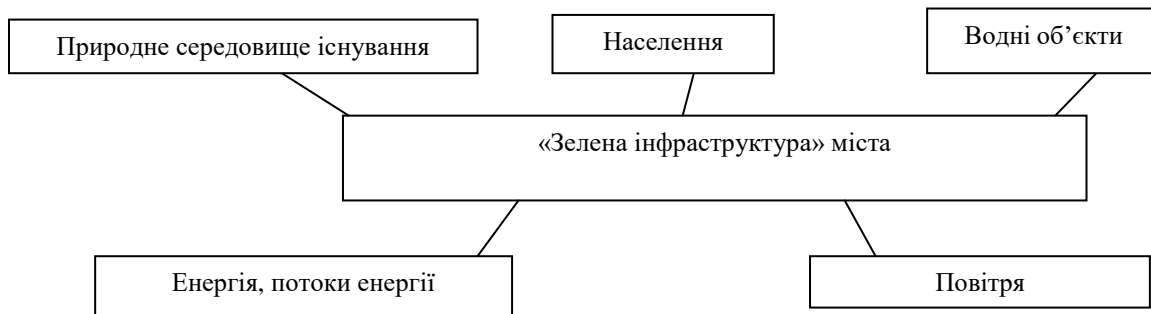 Природне середовище існування
Населення
Водні об’єкти
«Зелена інфраструктура» міста
Енергія, потоки енергії
Повітря